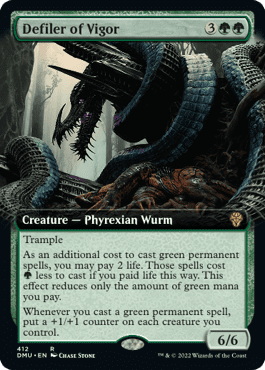 Defiler of Vigor 3
Creature — Phyrexian Wurm
Trample
As an additional cost to cast green permanent
spells, you may pay 2 life. Those spells cost
less to cast if you paid life this way. This
effect reduces only the amount of green mana
you pay.
Whenever you cast a green permanent spell,
put a +1/+1 counter on each creature you
control.
6/6
412 R
DMU • EN CHASE STONE
™ & © 2022 Wizards of the Coast